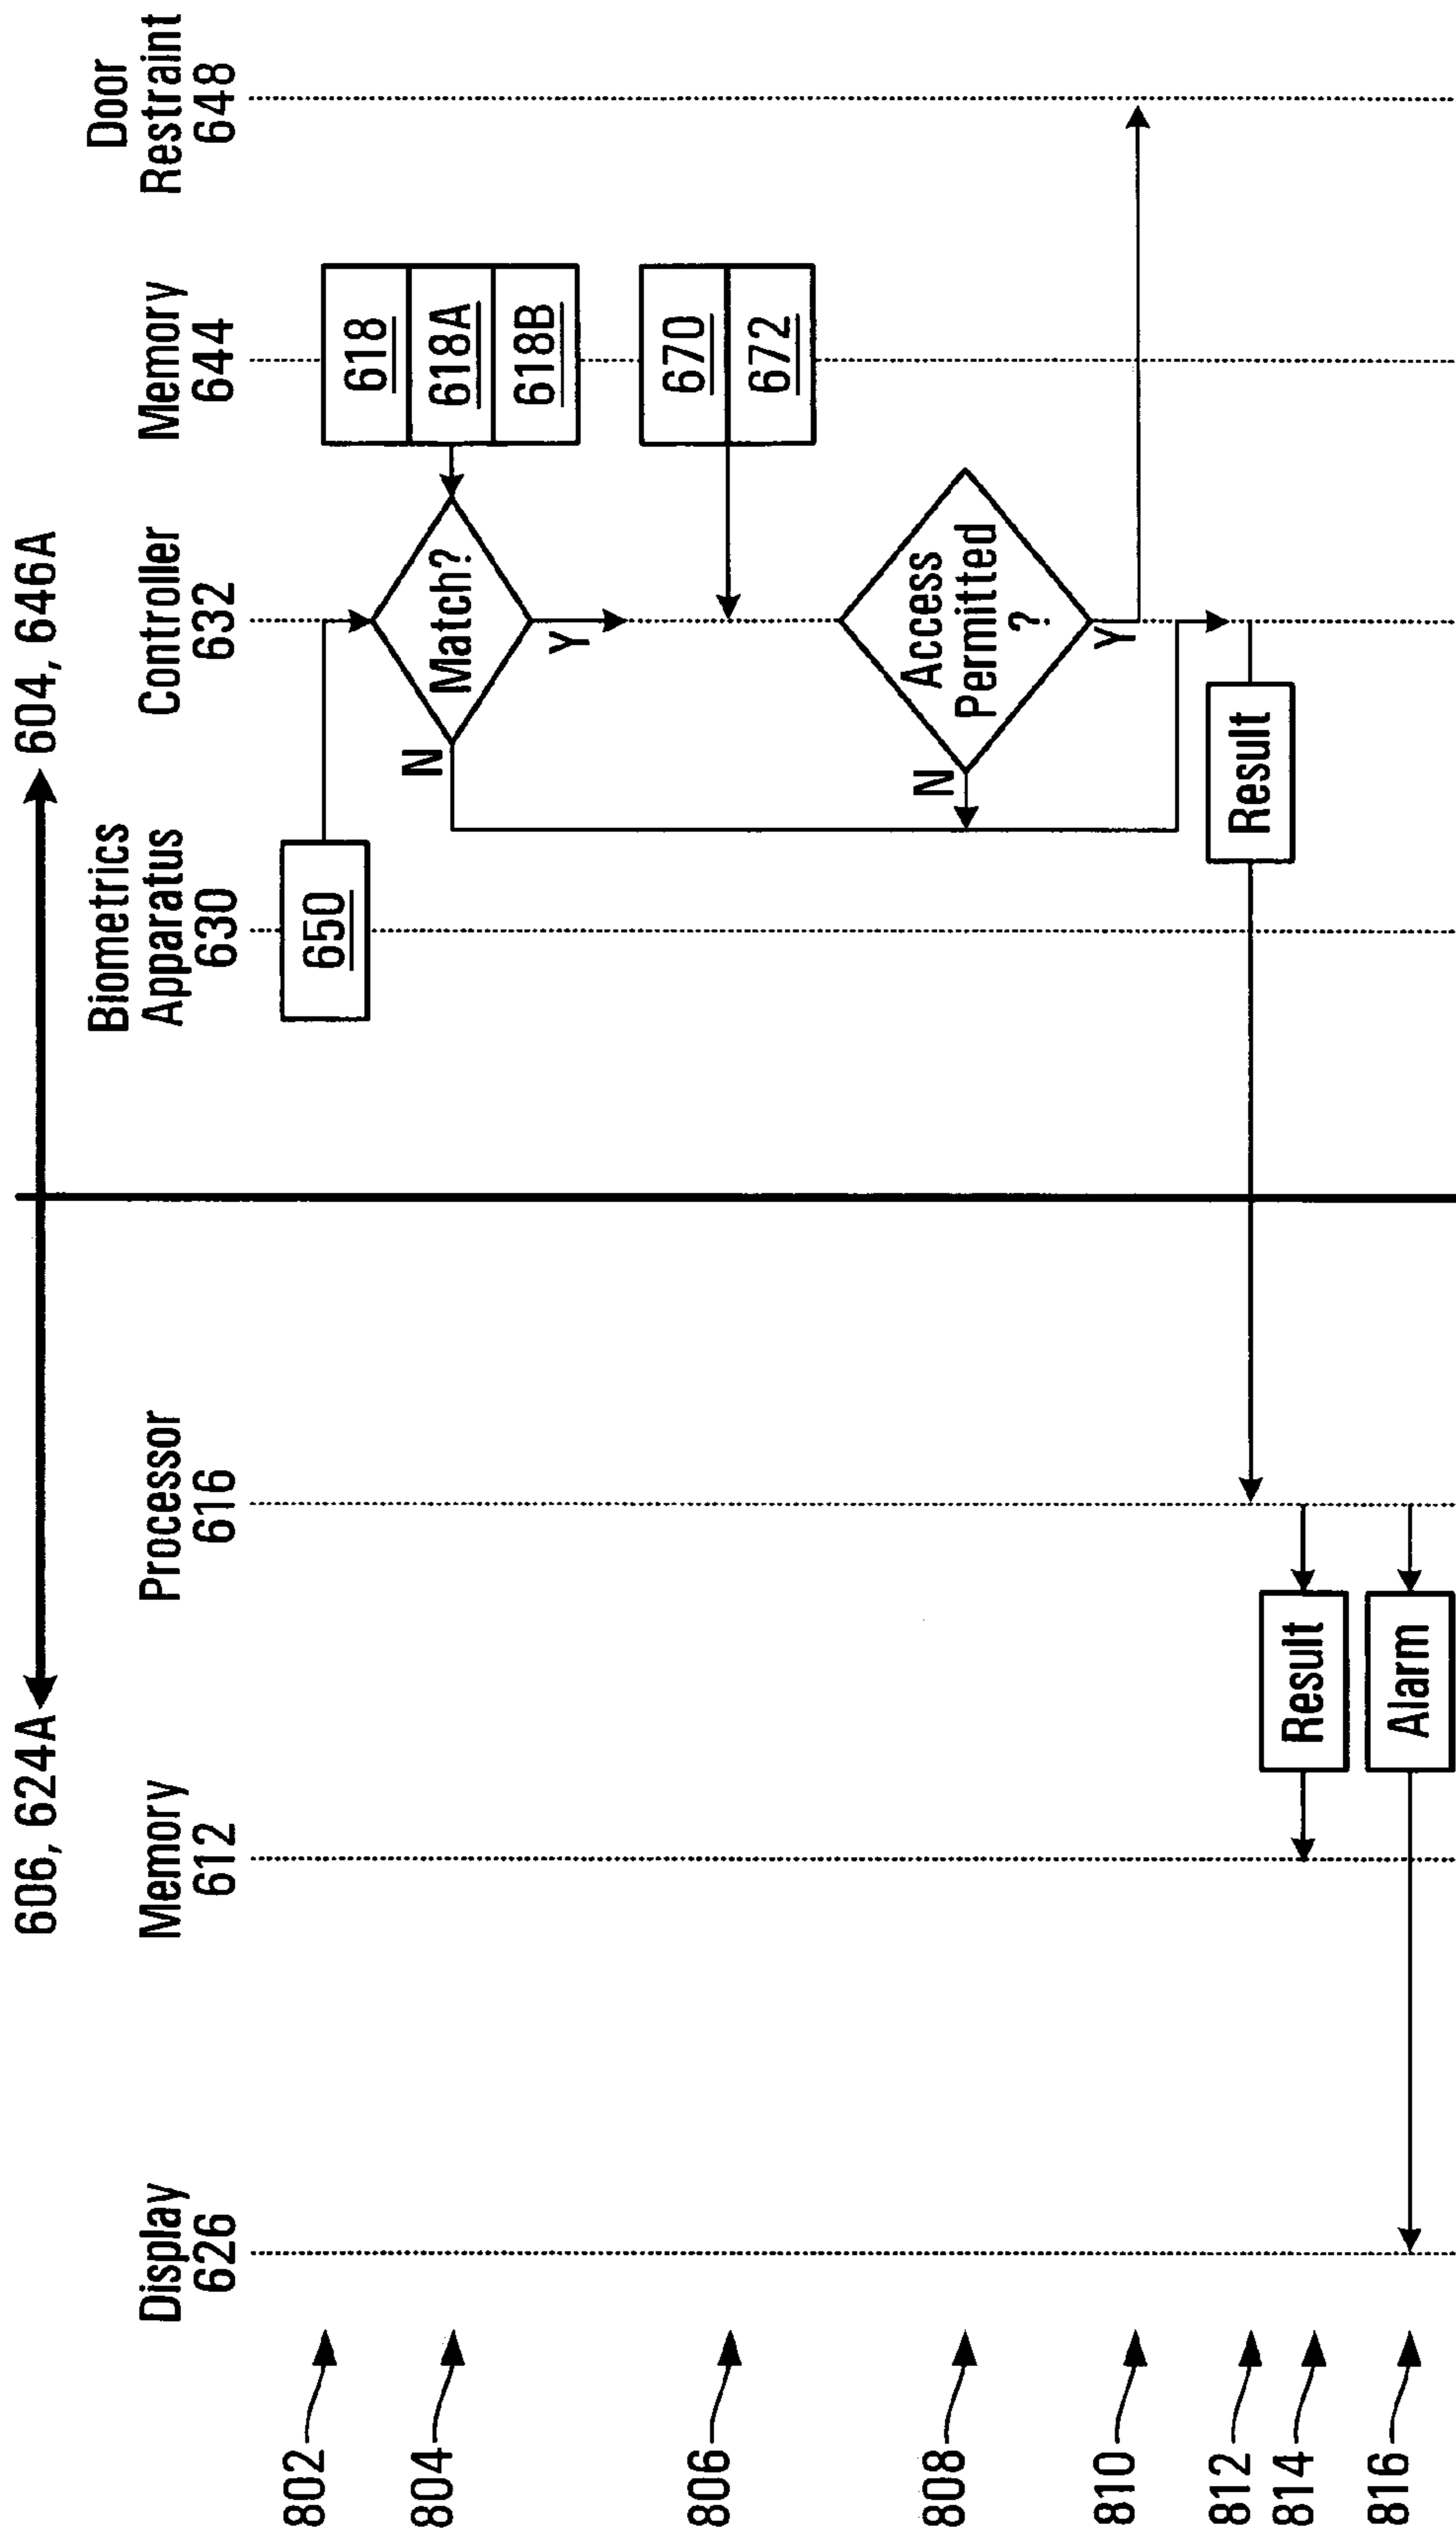 606, 624A
604, 646A
Display
626
Memory
612
Processor
616
Biometrics
Apparatus
630
Controller
632
Memory
644
Door
Restraint
648
802
650
618
804
Match?
618A
N
Y
618B
806
670
672
808
Access
Permitted
?
N
Y
810
812
Result
814
Result
816
Alarm